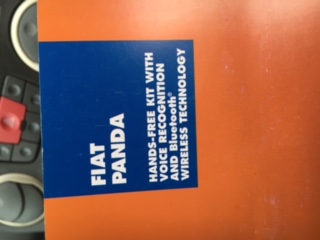 FIAT
PANDA
HANDS-FREE KIT WITH
VOICE RECOGNITION
AND Bluetooth®
WIRELESS TECHNOLOGY